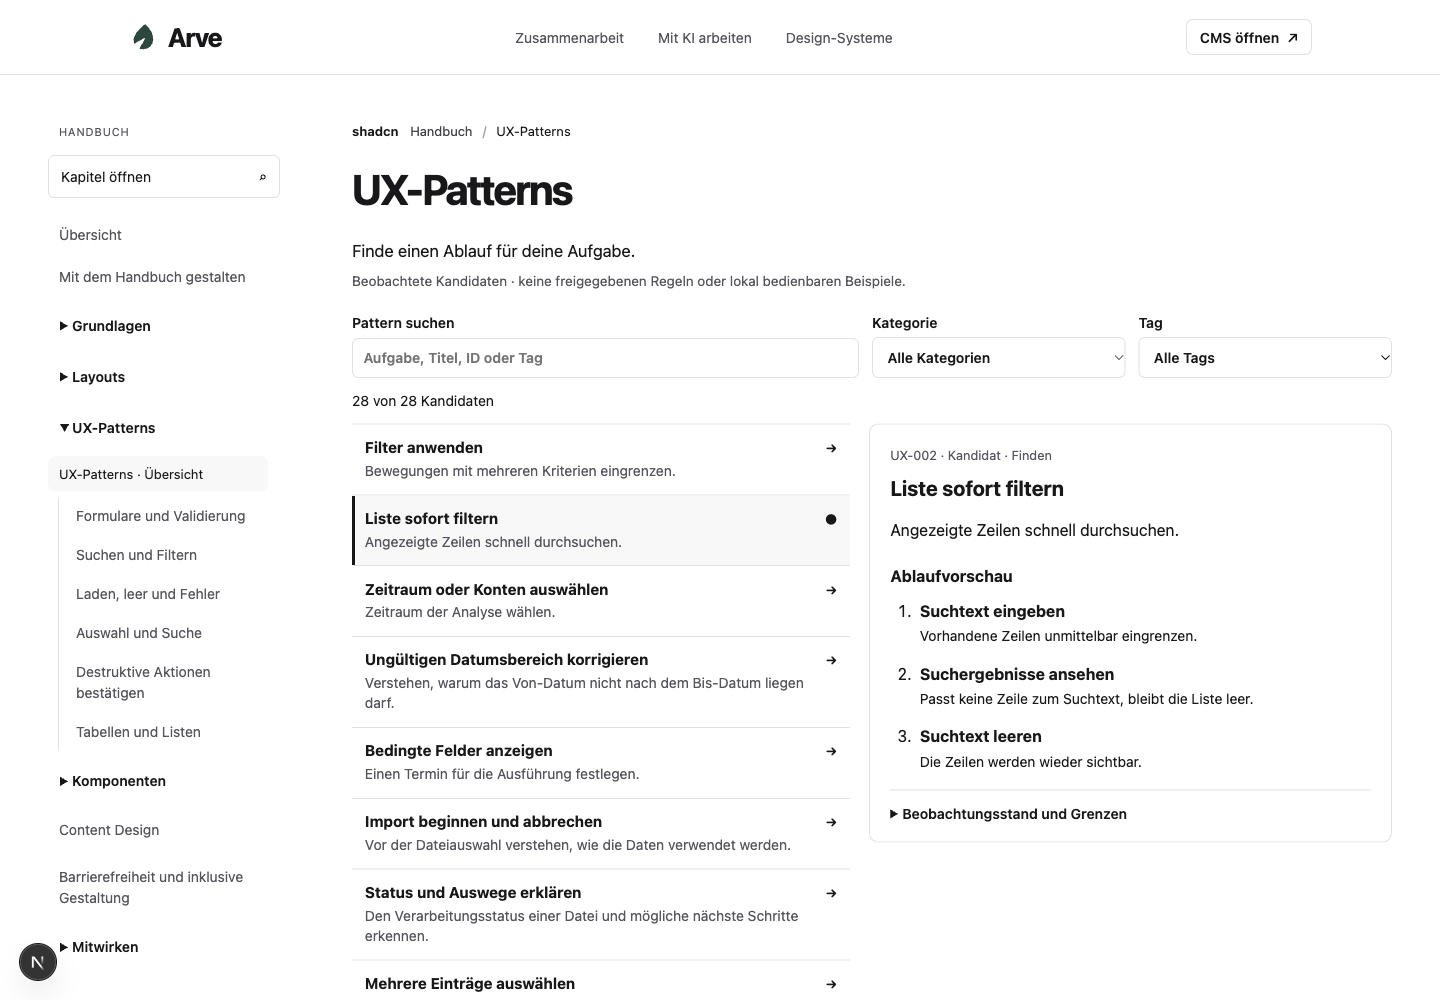 Arve
Zusammenarbeit
Mit KI arbeiten
Design-Systeme
CMS öffnen ↗
HANDBUCH
Kapitel öffnen
Übersicht
Mit dem Handbuch gestalten
Grundlagen
Layouts
UX-Patterns
UX-Patterns · Übersicht
Formulare und Validierung
Suchen und Filtern
Laden, leer und Fehler
Auswahl und Suche
Destruktive Aktionen
bestätigen
Tabellen und Listen
Komponenten
Content Design
Barrierefreiheit und inklusive
Gestaltung
Mitwirken
N
shadcn Handbuch / UX-Patterns
UX-Patterns
Finde einen Ablauf für deine Aufgabe.
Beobachtete Kandidaten · keine freigegebenen Regeln oder lokal bedienbaren Beispiele.
Pattern suchen
Aufgabe, Titel, ID oder Tag
Kategorie
Alle Kategorien
Tag
Alle Tags
28 von 28 Kandidaten
Filter anwenden →
Bewegungen mit mehreren Kriterien eingrenzen.
Liste sofort filtern ●
Angezeigte Zeilen schnell durchsuchen.
Zeitraum oder Konten auswählen →
Zeitraum der Analyse wählen.
Ungültigen Datumsbereich korrigieren →
Verstehen, warum das Von-Datum nicht nach dem Bis-Datum liegen
darf.
Bedingte Felder anzeigen →
Einen Termin für die Ausführung festlegen.
Import beginnen und abbrechen →
Vor der Dateiauswahl verstehen, wie die Daten verwendet werden.
Status und Auswege erklären →
Den Verarbeitungsstatus einer Datei und mögliche nächste Schritte
erkennen.
Mehrere Einträge auswählen →
UX-002 · Kandidat · Finden
Liste sofort filtern
Angezeigte Zeilen schnell durchsuchen.
Ablaufvorschau
1. Suchtext eingeben
Vorhandene Zeilen unmittelbar eingrenzen.
2. Suchergebnisse ansehen
Passt keine Zeile zum Suchtext, bleibt die Liste leer.
3. Suchtext leeren
Die Zeilen werden wieder sichtbar.
Beobachtungsstand und Grenzen